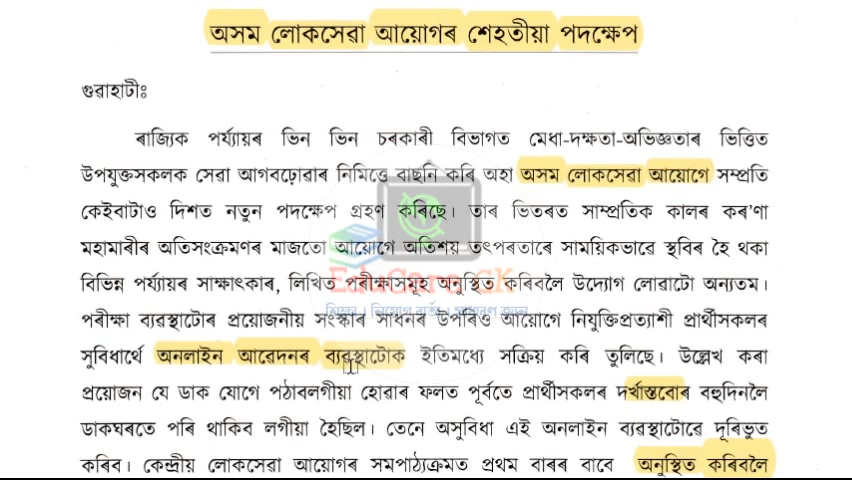 অসম লোকসেৱা আয়োগৰ শেহতীয়া পদক্ষেপ
গুৱাহাটীঃ
ৰাজ্যিক পৰ্য্যায়ৰ ভিন ভিন চৰকাৰী বিভাগত মেধা-দক্ষতা-অভিজ্ঞতাৰ ভিত্তিত
উপযুক্তসকলক সেৱা আগবঢ়োৱাৰ নিমিত্তে বাছনি কৰি অহা অসম লোকসেৱা আয়োগে সম্প্ৰতি
কেইবাটাও দিশত নতুন পদক্ষেপ গ্ৰহণ কৰিছে। তাৰ ভিতৰত সাম্প্ৰতিক কালৰ কৰ'ণা
মহামাৰীৰ অতিসংক্ৰমণৰ মাজতো আয়োগে অতিশয় তৎপৰতাৰে সাময়িকভাৱে স্থবিৰ হৈ থকা
বিভিন্ন পৰ্য্যায়ৰ সাক্ষাৎকাৰ, লিখিত পৰীক্ষাসমূহ অনুস্থিত কৰিবলৈ উদ্যোগ লোৱাটো অন্যতম।
EduCare GK
শিক্ষা | নিয়োগ বাৰ্তা | সাধাৰণ জ্ঞান
পৰীক্ষা ব্যৱস্থাটোৰ প্ৰয়োজনীয় সংস্কাৰ সাধনৰ উপৰিও আয়োগে নিযুক্তিপ্ৰত্যাশী প্ৰাৰ্থীসকলৰ
সুবিধাৰ্থে অনলাইন আৱেদনৰ ব্যৱস্থাটোক ইতিমধ্যে সক্ৰিয় কৰি তুলিছে। উল্লেখ কৰা
প্ৰয়োজন যে ডাক যোগে পঠাবলগীয়া হোৱাৰ ফলত পূৰ্বতে প্ৰাৰ্থীসকলৰ দৰ্খাস্তবোৰ বহুদিনলৈ
ডাকঘৰতে পৰি থাকিব লগীয়া হৈছিল। তেনে অসুবিধা এই অনলাইন ব্যৱস্থাটোৱে দূৰিভুত
কৰিব। কেন্দ্ৰীয় লোকসেৱা আয়োগৰ সমপাঠ্যক্ৰমত প্ৰথম বাৰৰ বাবে অনুস্থিত কৰিবলৈ